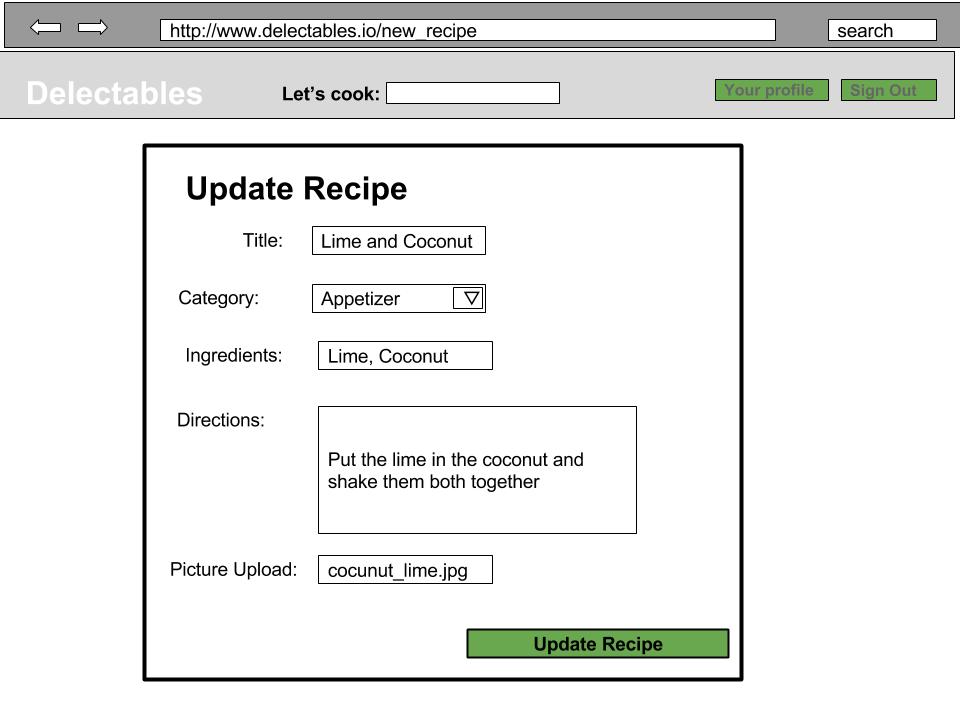 http://www.delectables.io/new_recipe
search
Delectables
Let's cook:
Your profile
Sign Out
Update Recipe
Title: Lime and Coconut
Category: Appetizer
Ingredients: Lime, Coconut
Directions:
Put the lime in the coconut and
shake them both together
Picture Upload: cocunut_lime.jpg
Update Recipe